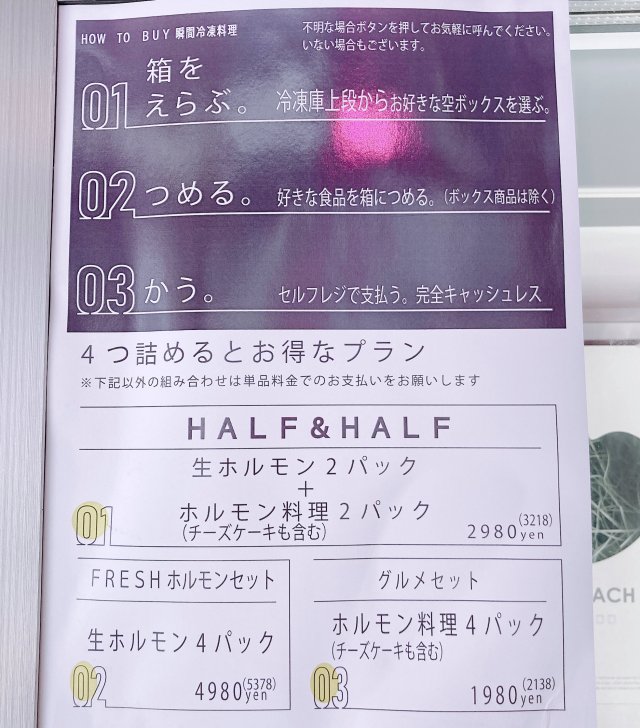 HOW TO BUY 瞬間冷凍料理
不明な場合ボタンを押してお気軽に呼んでください。
いない場合もございます。
01 箱を
えらぶ。 冷凍庫上段からお好きな空ボックスを選ぶ。
02 つめる。 好きな食品を箱につめる。(ボックス商品は除く)
03 かう。 セルフレジで支払う。完全キャッシュレス
4つ詰めるとお得なプラン
※下記以外の組み合わせは単品料金でのお支払いをお願いします
HALF&HALF
生ホルモン2パック
+
ホルモン料理2パック
(チーズケーキも含む)
01 2980yen (3218)
FRESHホルモンセット
生ホルモン4パック
02 4980yen (5378)
グルメセット
ホルモン料理4パック
(チーズケーキも含む)
03 1980yen (2138)
ACH